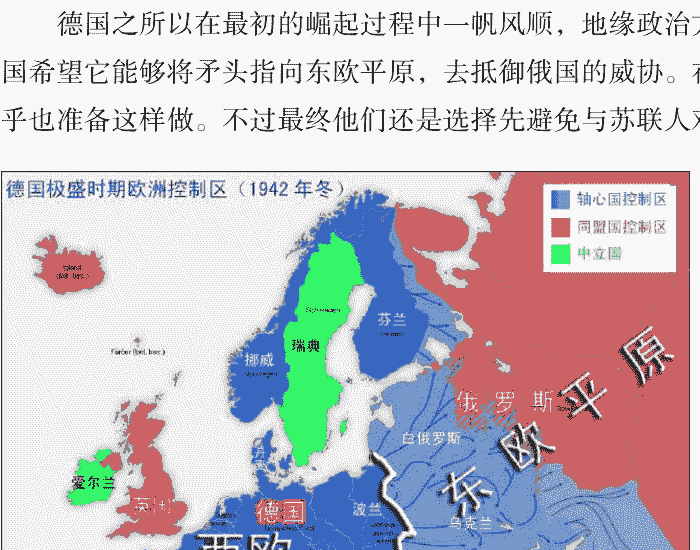 德国之所以在最初的崛起过程中一帆风顺，地缘政治
国希望它能够将矛头指向东欧平原，去抵御俄国的威协。
乎也准备这样做。不过最终他们还是选择先避免与苏联人
德国极盛时期欧洲控制区（1942年冬）
轴心国控制区
同盟国控制区
中立国
芬兰
瑞典
挪威
俄罗斯
东欧平原
白俄罗斯
丹麦
爱尔兰
英国
德国
波兰
乌克兰
西欧